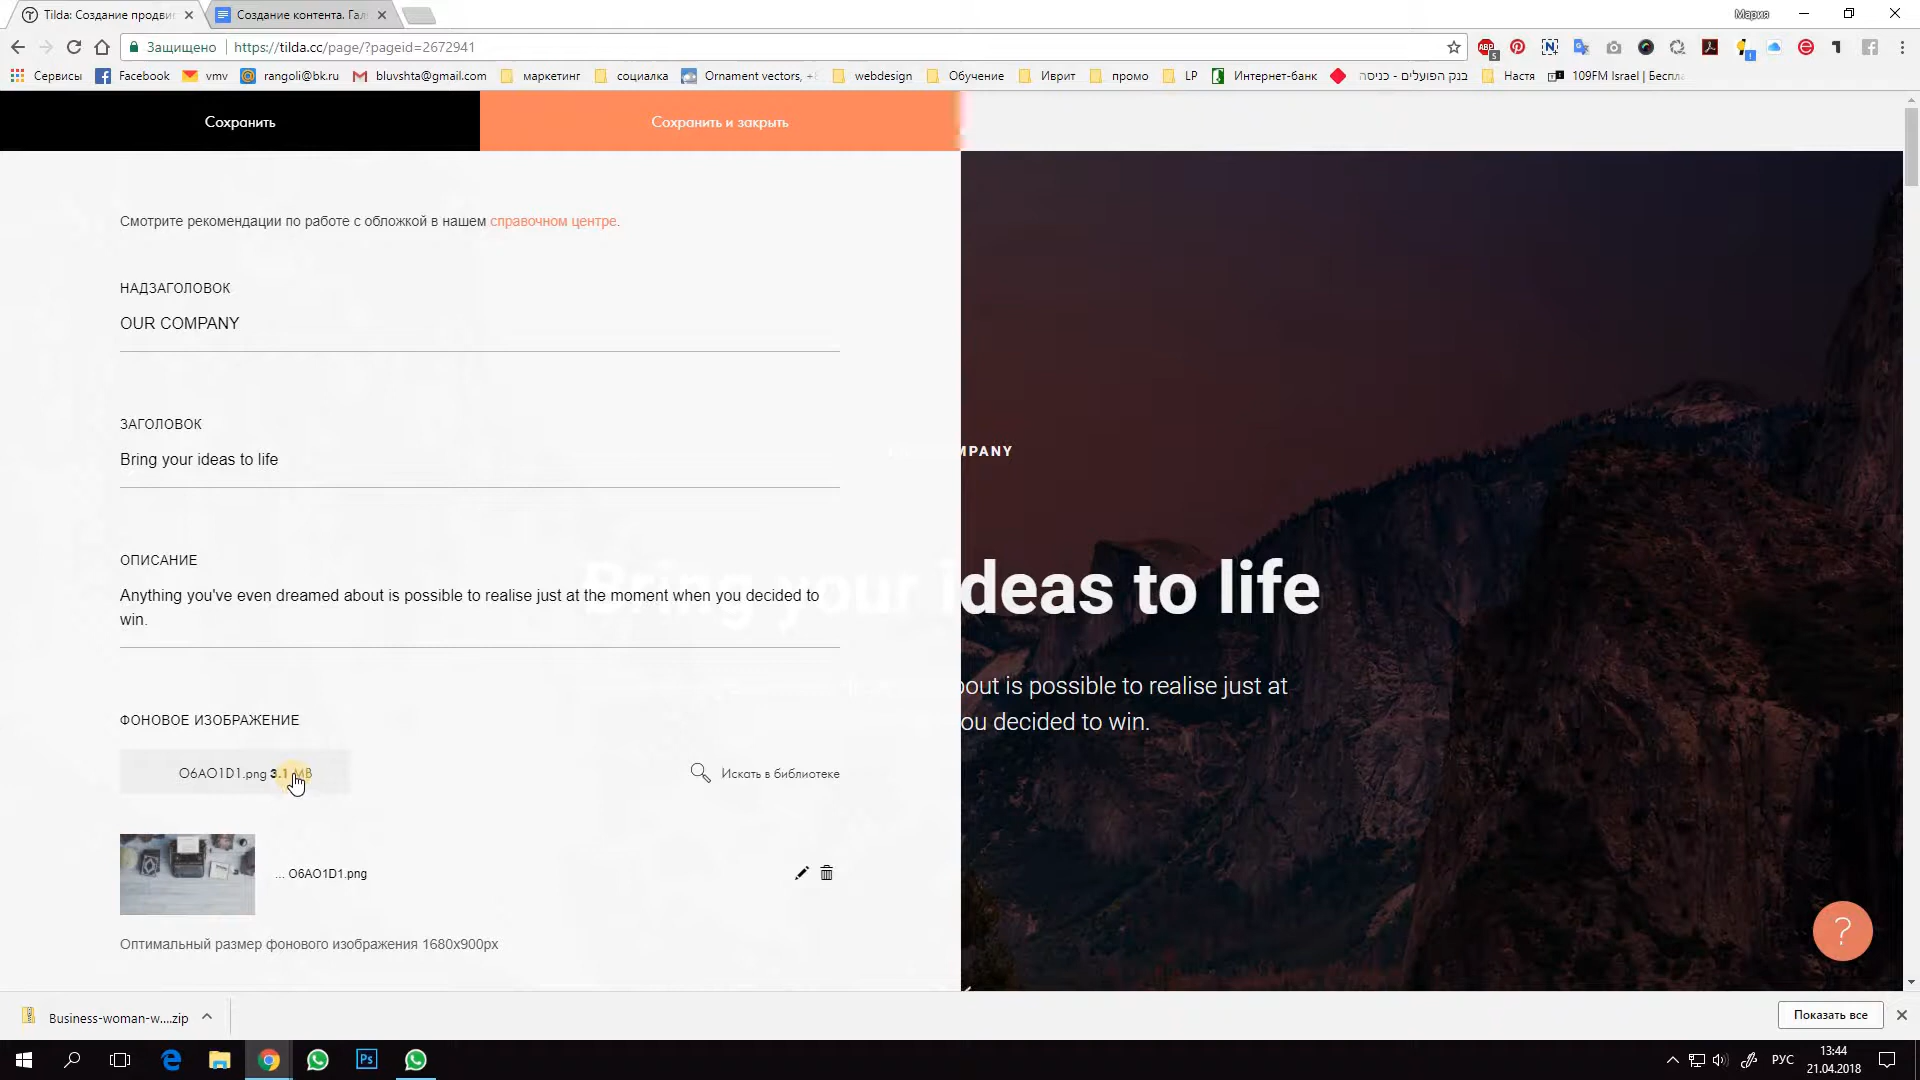 Tilda: Создание продви
Создание контента. Гал
Мария
Защищено
https://tilda.cc/page/?pageid=2672941
Сервисы
Facebook
vmv
rangoli@bk.ru
bluvshta@gmail.com
маркетинг
социалка
Ornament vectors, +
webdesign
Обучение
Иврит
промо
LP
Интернет-банк
בנק הפועלים - כניסה
Настя
109FM Israel | Беспл
Сохранить
Сохранить и закрыть
Смотрите рекомендации по работе с обложкой в нашем справочном центре.
НАДЗАГОЛОВОК
OUR COMPANY
ЗАГОЛОВОК
Bring your ideas to life
ОПИСАНИЕ
Anything you've even dreamed about is possible to realise just at the moment when you decided to
win.
ФОНОВОЕ ИЗОБРАЖЕНИЕ
O6AO1D1.png 3.1 MB
Искать в библиотеке
... O6AO1D1.png
Оптимальный размер фонового изображения 1680x900px
MPANY
Bring your ideas to life
bout is possible to realise just at
ou decided to win.
?
Business-woman-w....zip
Показать все
Ps
РУС
13:44
21.04.2018